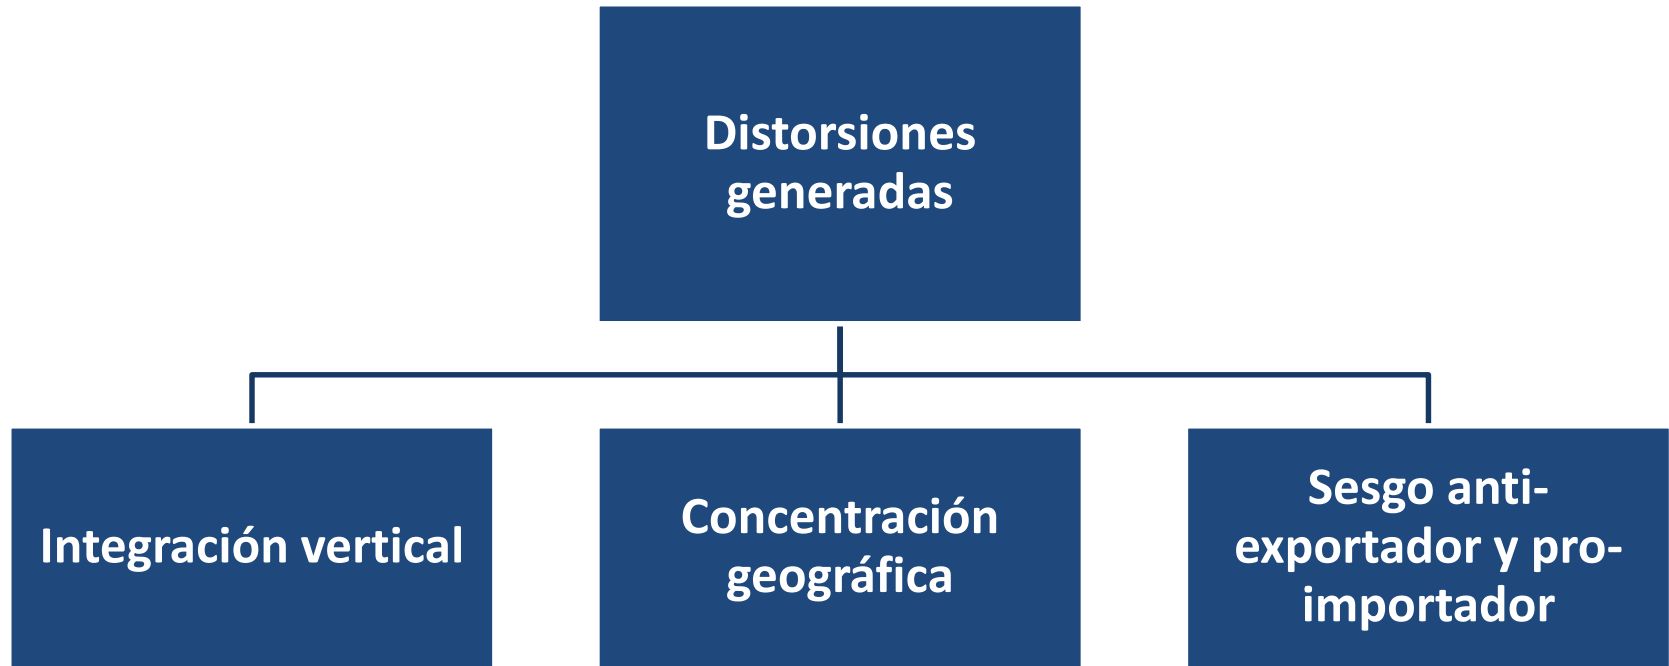 Distorsiones
generadas
Integración vertical
Concentración
geográfica
Sesgo anti-
exportador y pro-
importador